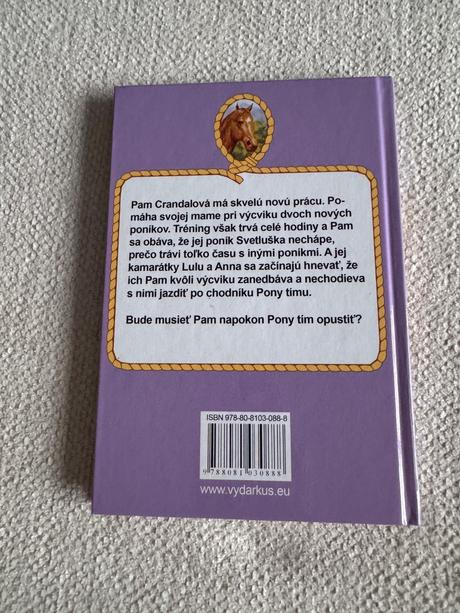 Pam Crandalová má skvelú novú prácu. Po-
máha svojej mame pri výcviku dvoch nových
poníkov. Tréning však trvá celé hodiny a Pam
sa obáva, že jej poník Svetluška nechápe,
prečo trávi toľko času s inými poníkmi. A jej
kamarátky Lulu a Anna sa začínajú hnevať, že
ich Pam kvôli výcviku zanedbáva a nechodieva
s nimi jazdiť po chodníku Pony tímu.
Bude musieť Pam napokon Pony tím opustiť?
ISBN 978-80-8103-088-8
9 788081 030888
www.vydarkus.eu